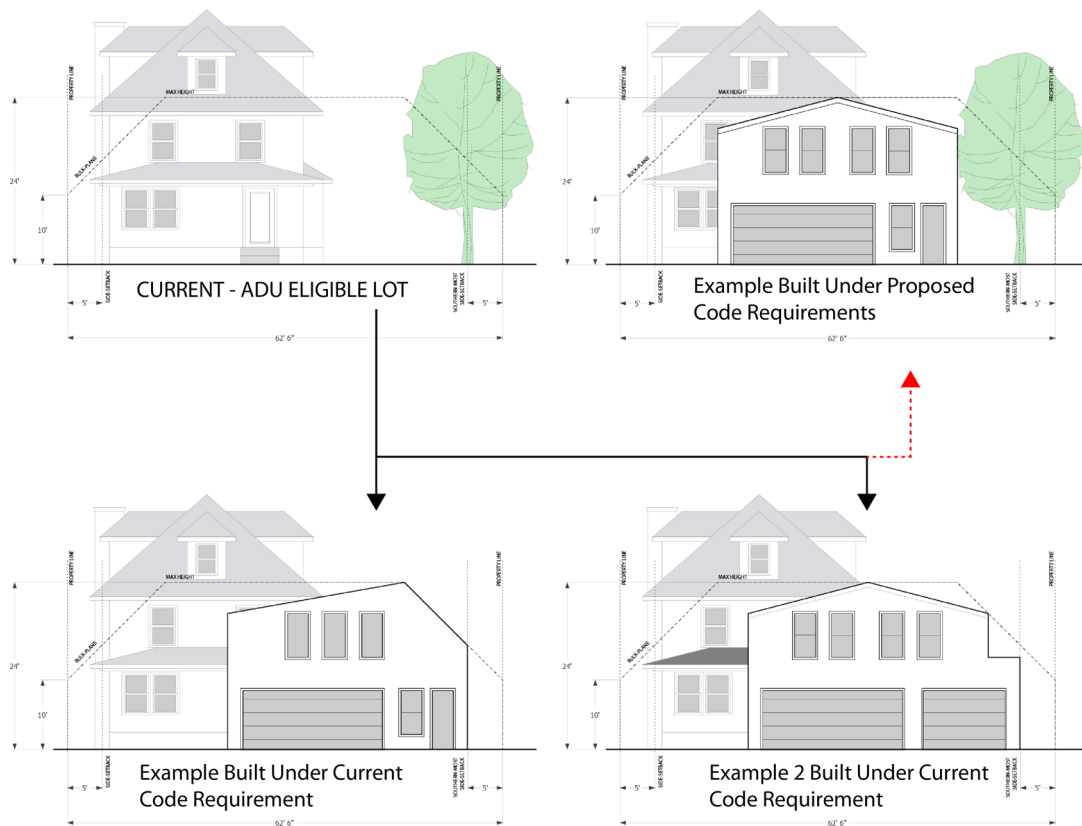 PROPERTY LINE
MAX HEIGHT
PROPERTY LINE
BULK-PLANE
24'
10'
SIDE-SETBACK
SOUTHERN-MOST
SIDE-SETBACK
5'
5'
62' 6"
CURRENT - ADU ELIGIBLE LOT
PROPERTY LINE
MAX HEIGHT
PROPERTY LINE
BULK-PLANE
24'
10'
SIDE-SETBACK
SOUTHERN-MOST
SIDE-SETBACK
5'
5'
62' 6"
Example Built Under Proposed
Code Requirements
PROPERTY LINE
MAX HEIGHT
PROPERTY LINE
BULK-PLANE
24'
10'
SIDE-SETBACK
SOUTHERN-MOST
SIDE-SETBACK
5'
5'
62' 6"
Example Built Under Current
Code Requirement
PROPERTY LINE
MAX HEIGHT
PROPERTY LINE
BULK-PLANE
24'
10'
SIDE-SETBACK
SOUTHERN-MOST
SIDE-SETBACK
5'
5'
62' 6"
Example 2 Built Under Current
Code Requirement